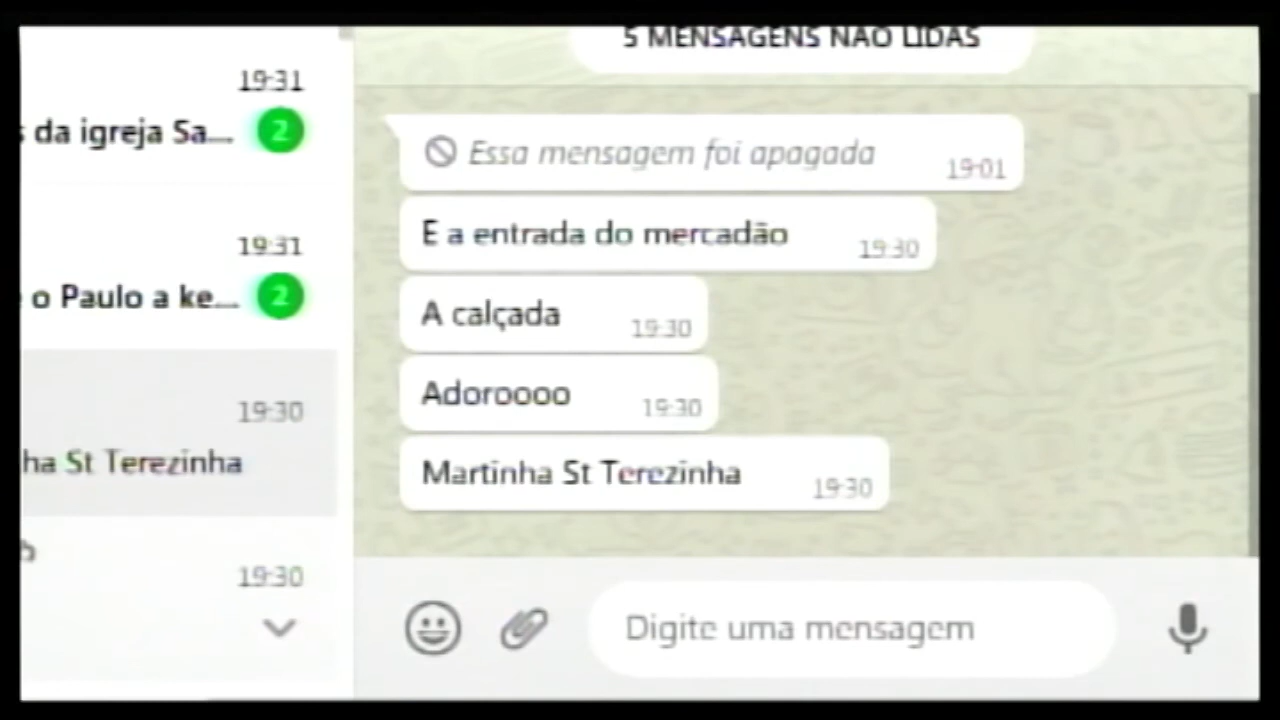 5 MENSAGENS NÃO LIDAS
19:31
s da igreja Sa...
2
19:31
o Paulo a ke...
2
19:30
ha St Terezinha
19:30
Essa mensagem foi apagada
19:01
E a entrada do mercadão
19:30
A calçada
19:30
Adoroooo
19:30
Martinha St Terezinha
19:30
Digite uma mensagem